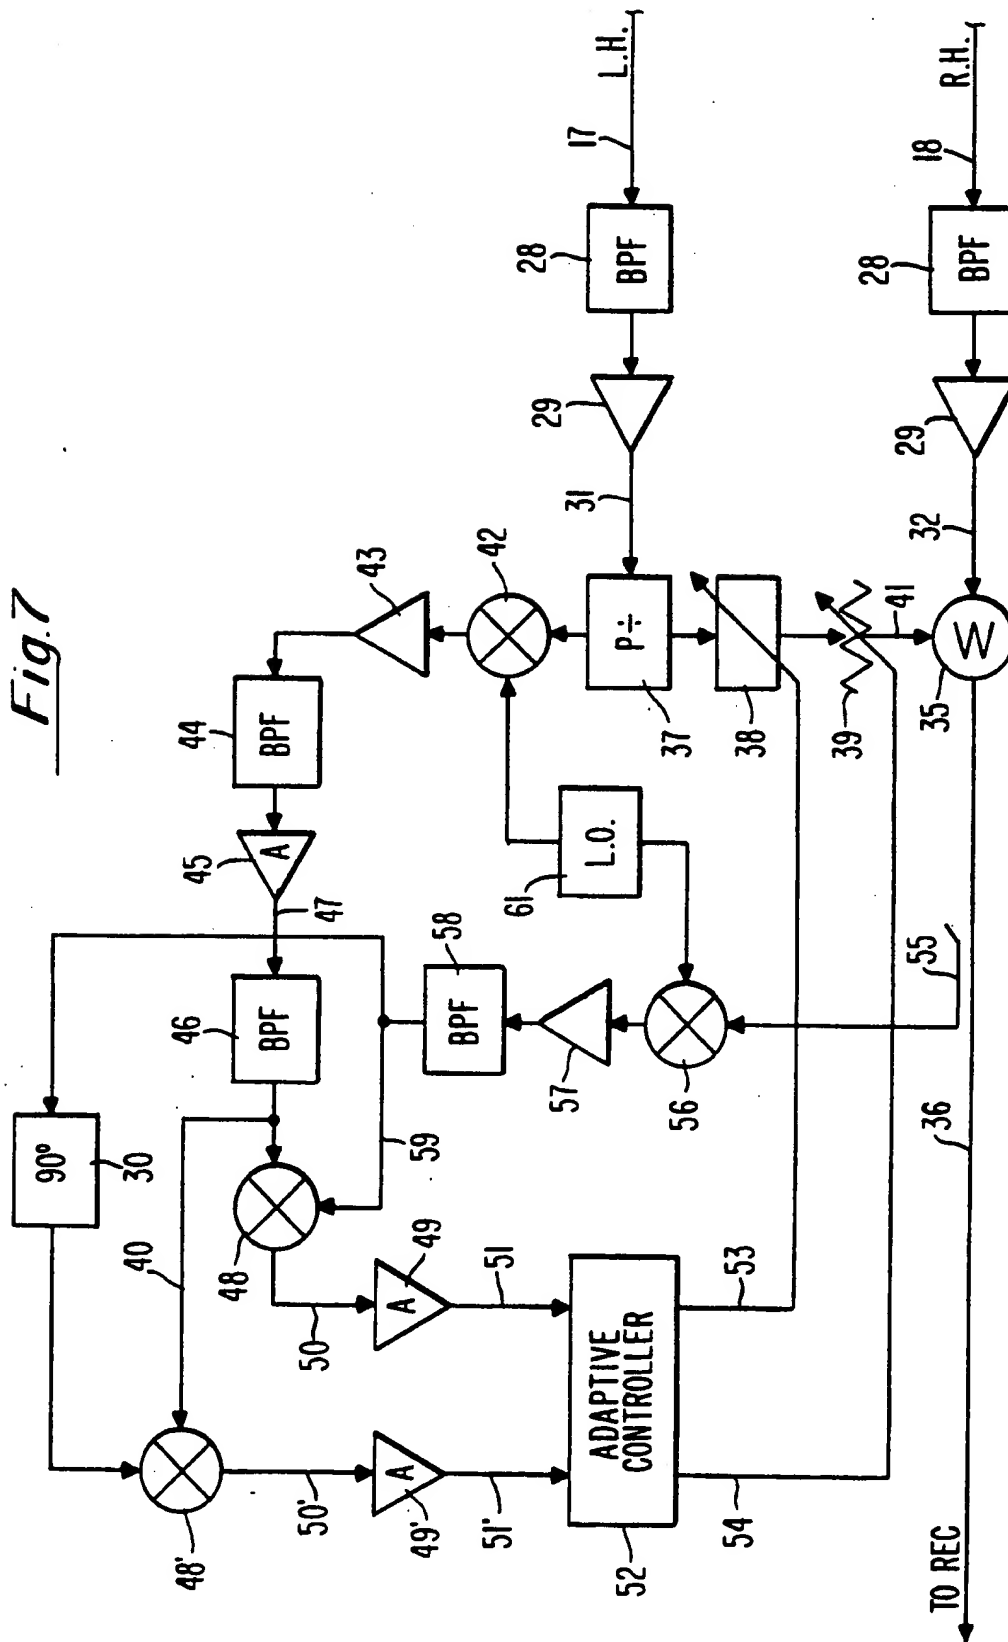 Fig.7
L.H.
17
BPF
28
29
31
P÷
37
38
39
41
42
43
44
BPF
45
A
47
46
BPF
48
59
58
BPF
57
56
61
L.O.
R.H.
18
BPF
28
29
32
W
35
55
36
90°
30
40
48'
50
A
49
51
50'
A
49'
51'
ADAPTIVE
CONTROLLER
52
53
54
TO REC